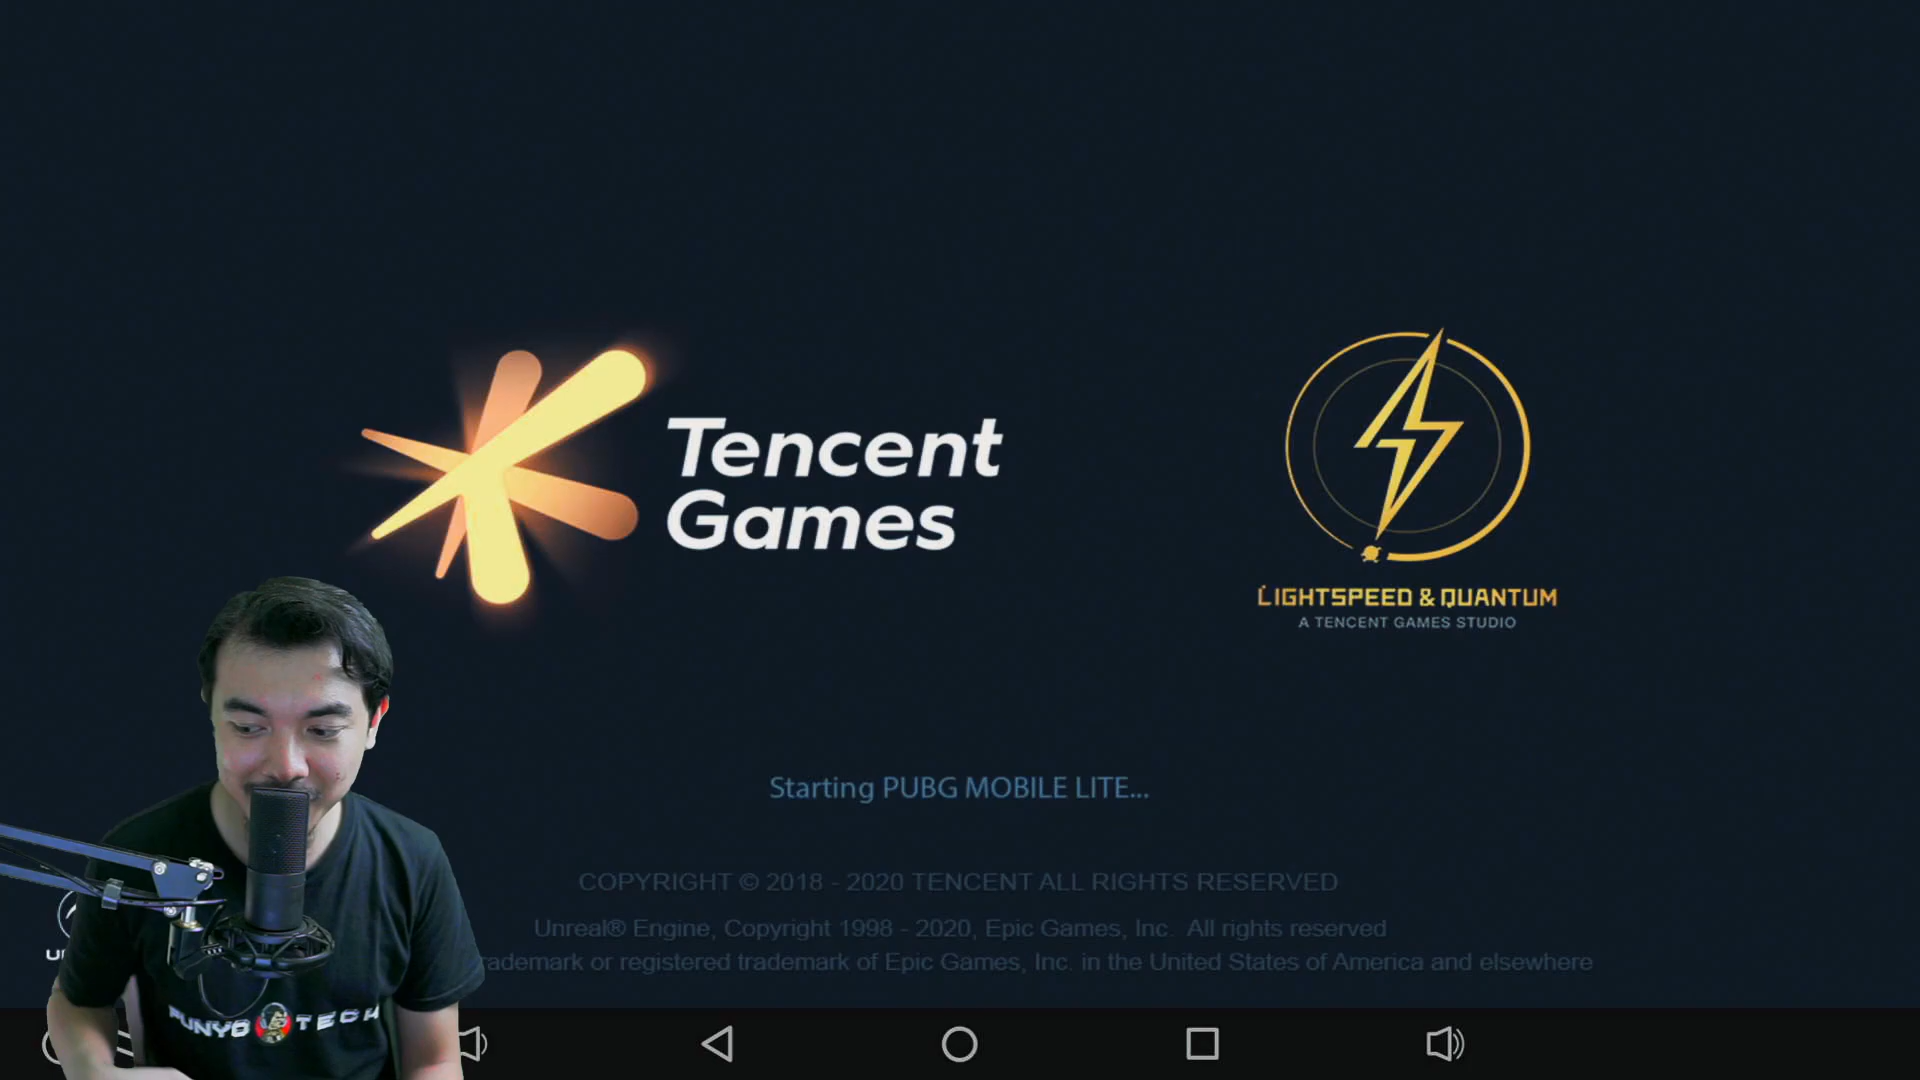 Tencent
Games
LIGHTSPEED & QUANTUM
A TENCENT GAMES STUDIO
Starting PUBG MOBILE LITE...
COPYRIGHT © 2018 - 2020 TENCENT ALL RIGHTS RESERVED
Unreal® Engine, Copyright 1998 - 2020, Epic Games, Inc. All rights reserved
or registered trademark of Epic Games, Inc. in the United States of America and elsewhere
PUNYO TECH